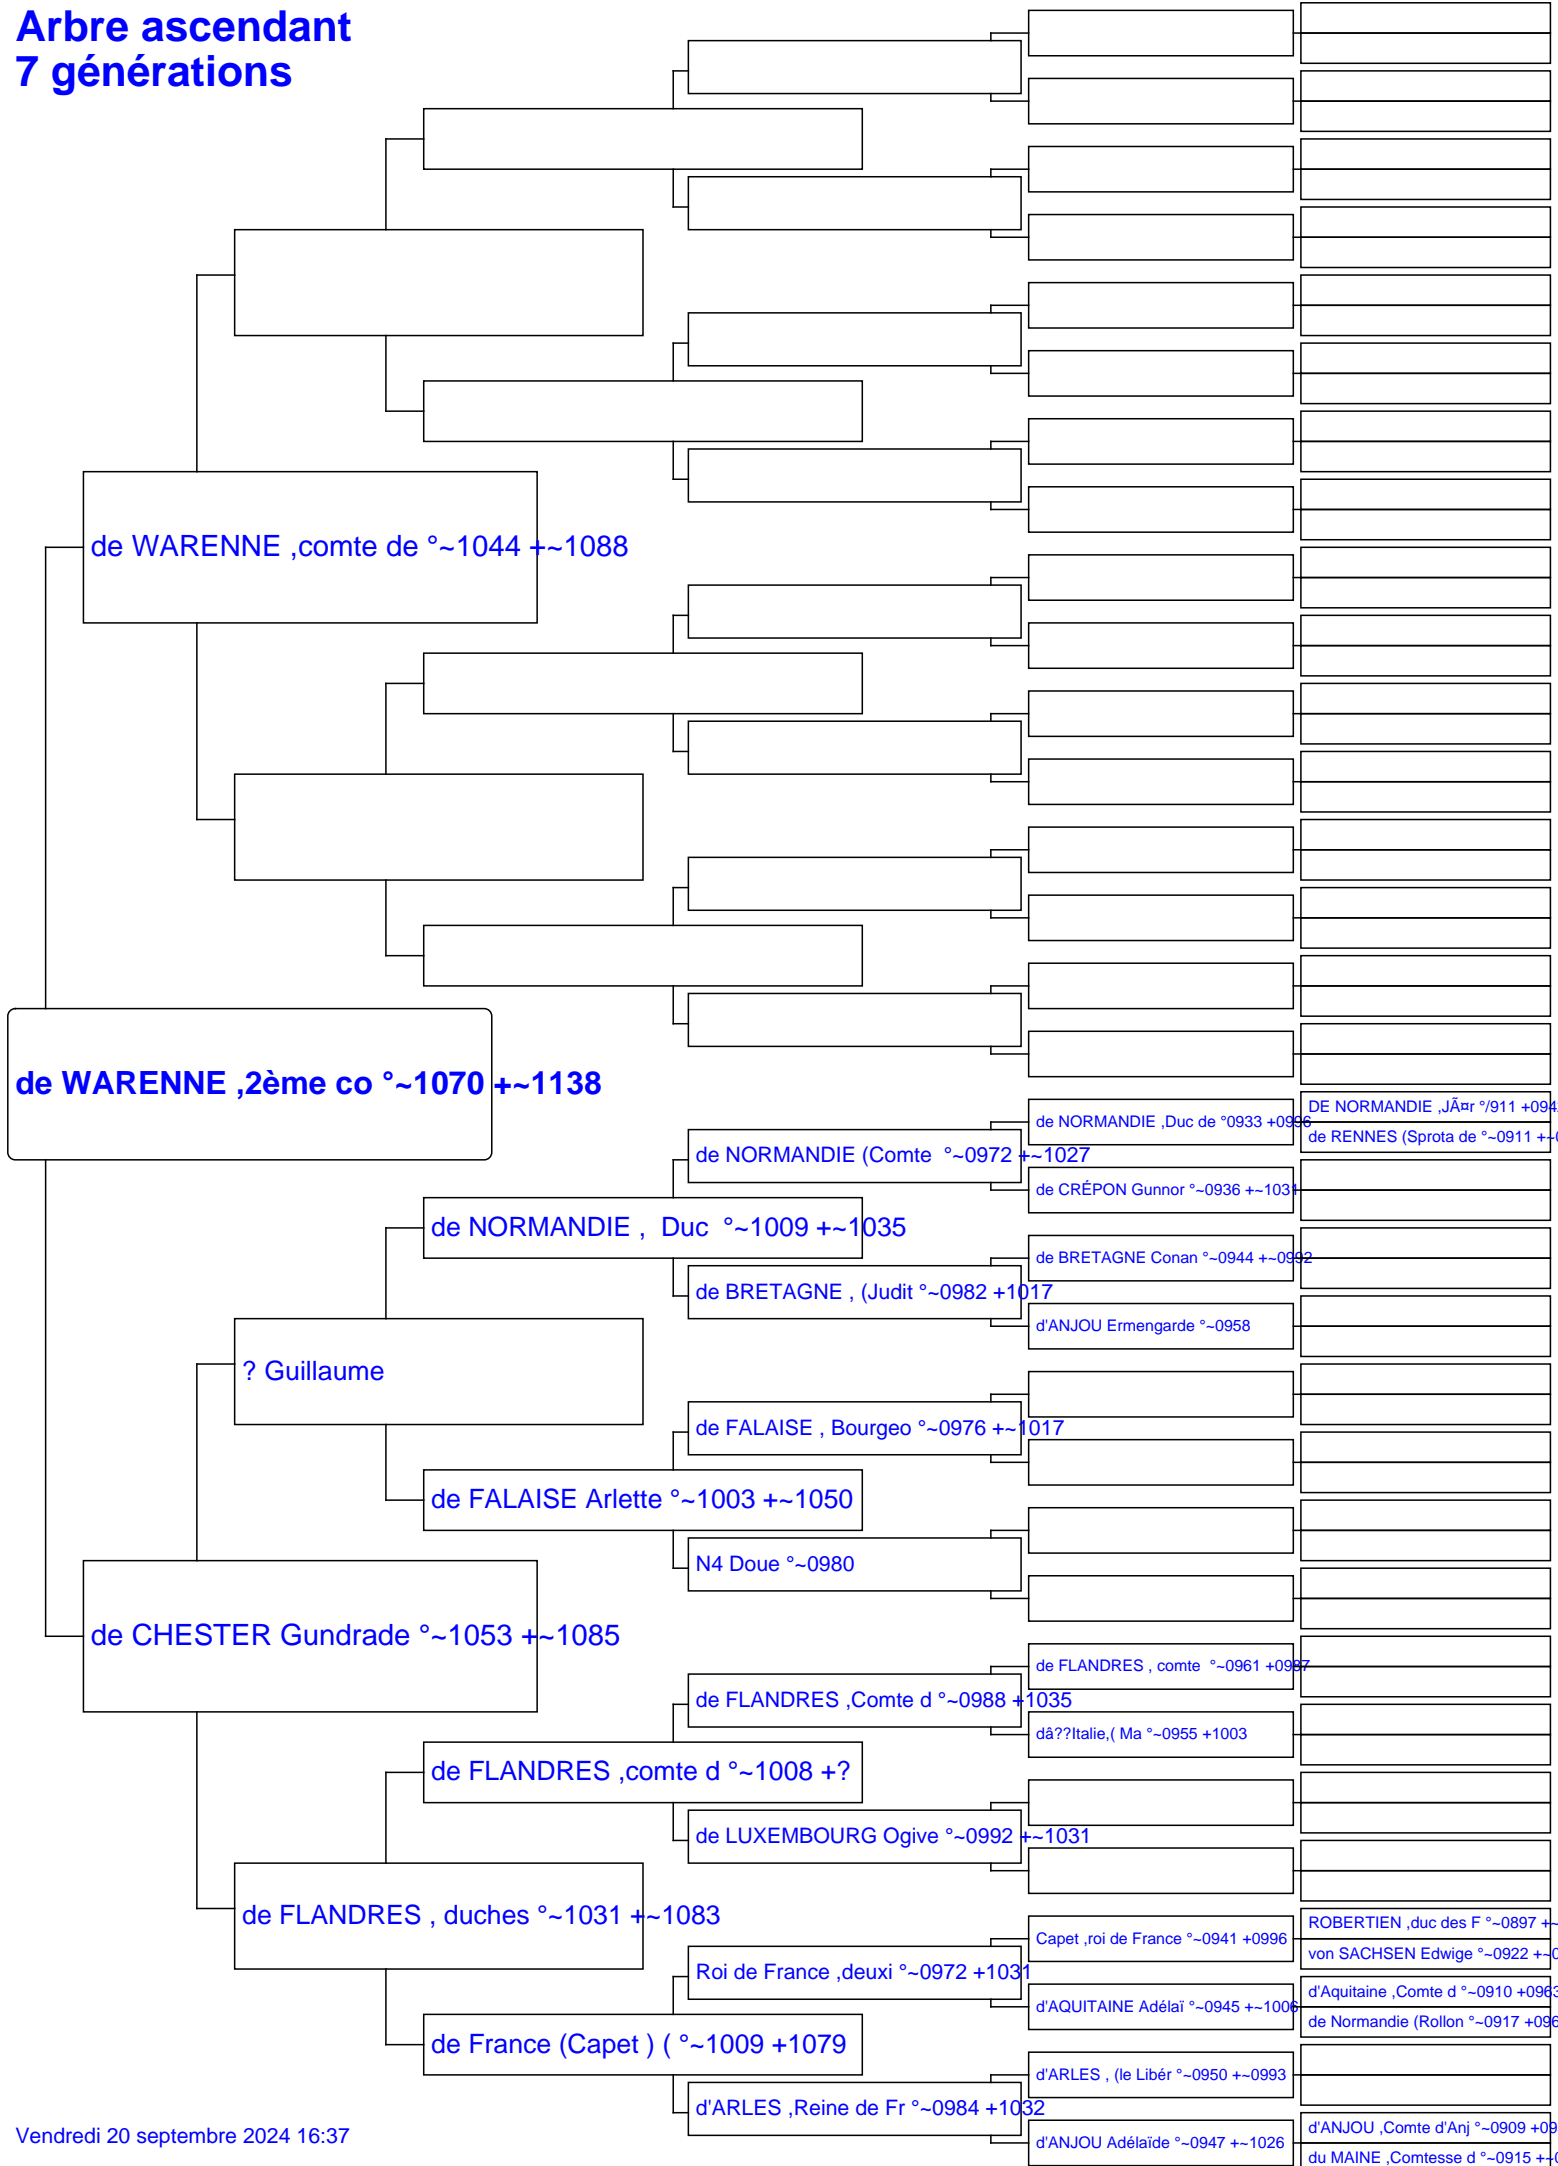 Arbre ascendant
7 générations
de WARENNE ,comte de °~1044 +~1088
de WARENNE ,2ème co °~1070 +~1138
DE NORMANDIE ,JÃ¤r °/911 +094
de NORMANDIE ,Duc de °0933 +0996
de RENNES (Sprota de °~0911 +~0
de NORMANDIE (Comte °~0972 +~1027
de CRÉPON Gunnor °~0936 +~1031
de NORMANDIE , Duc °~1009 +~1035
de BRETAGNE Conan °~0944 +~0992
de BRETAGNE , (Judit °~0982 +1017
d'ANJOU Ermengarde °~0958
? Guillaume
de FALAISE , Bourgeo °~0976 +~1017
de FALAISE Arlette °~1003 +~1050
N4 Doue °~0980
de CHESTER Gundrade °~1053 +~1085
de FLANDRES , comte °~0961 +0987
de FLANDRES ,Comte d °~0988 +1035
dâ??Italie,( Ma °~0955 +1003
de FLANDRES ,comte d °~1008 +?
de LUXEMBOURG Ogive °~0992 +~1031
de FLANDRES , duches °~1031 +~1083
ROBERTIEN ,duc des F °~0897 +~
Capet ,roi de France °~0941 +0996
von SACHSEN Edwige °~0922 +~0
Roi de France ,deuxi °~0972 +1031
d'Aquitaine ,Comte d °~0910 +0963
d'AQUITAINE Adélaï °~0945 +~1006
de Normandie (Rollon °~0917 +096
de France (Capet ) ( °~1009 +1079
d'ARLES , (le Libér °~0950 +~0993
d'ARLES ,Reine de Fr °~0984 +1032
d'ANJOU ,Comte d'Anj °~0909 +09
d'ANJOU Adélaïde °~0947 +~1026
du MAINE ,Comtesse d °~0915 +~0
Vendredi 20 septembre 2024 16:37